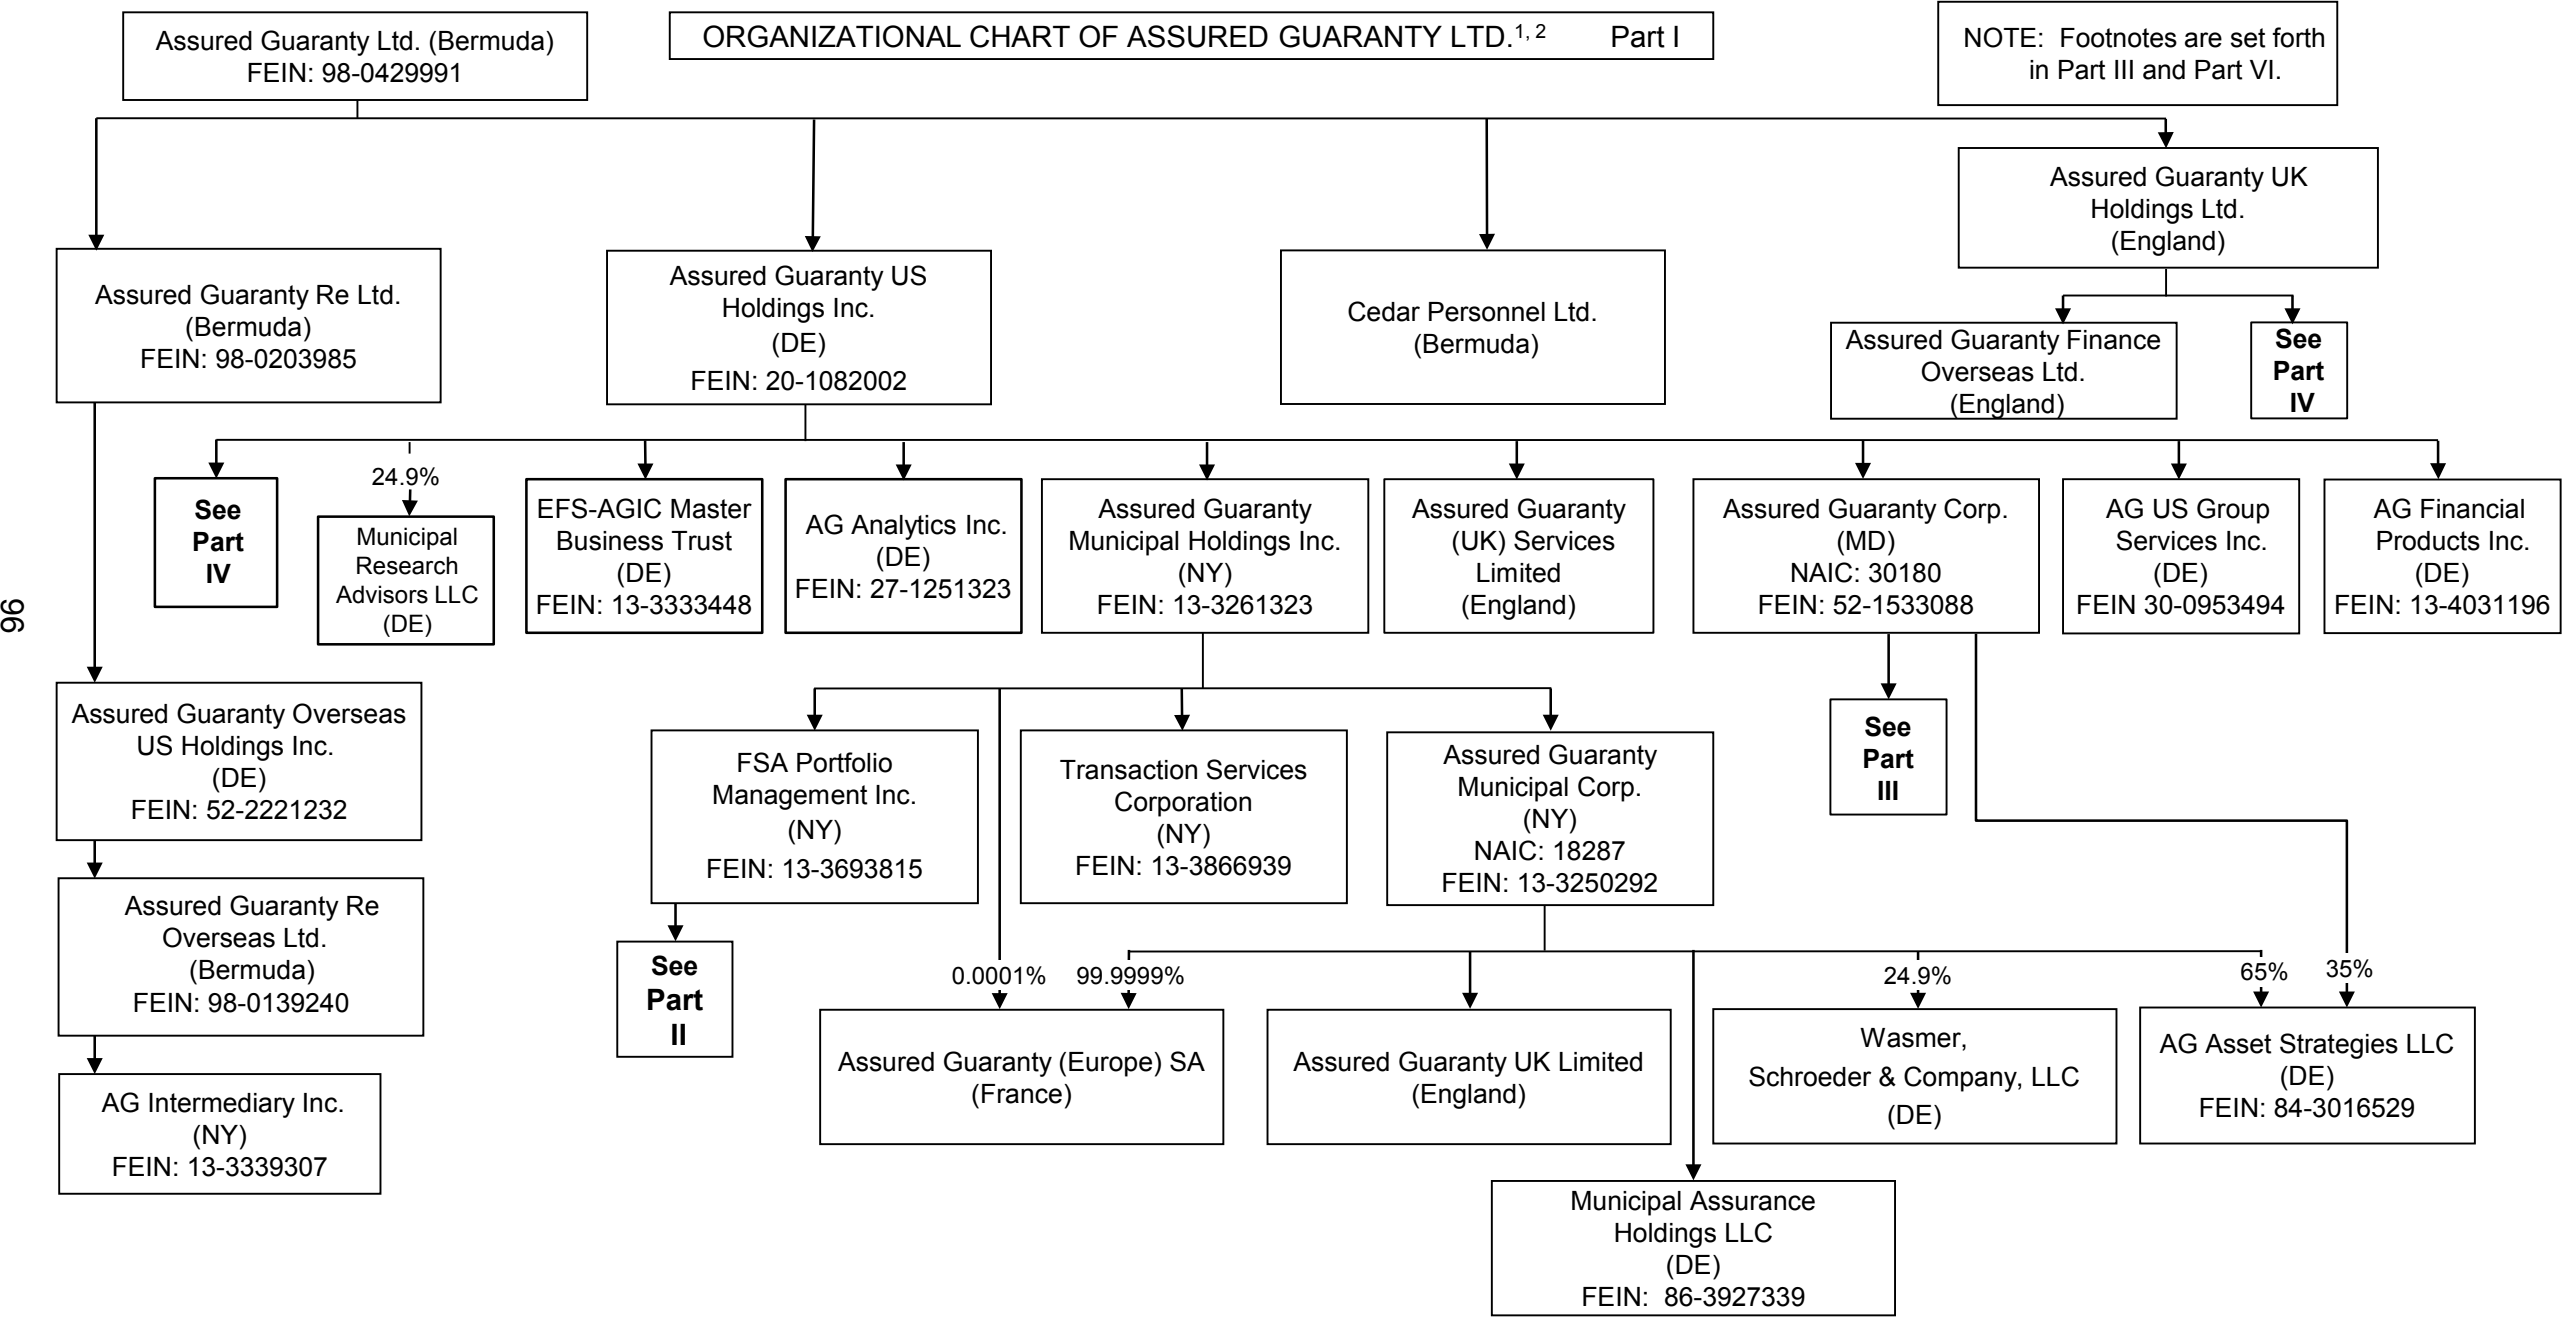 Assured Guaranty Ltd. (Bermuda)
FEIN: 98-0429991
ORGANIZATIONAL CHART OF ASSURED GUARANTY LTD.1, 2 Part I
NOTE: Footnotes are set forth
in Part III and Part VI.
Assured Guaranty UK
Holdings Ltd.
(England)
Assured Guaranty Re Ltd.
(Bermuda)
FEIN: 98-0203985
Assured Guaranty US
Holdings Inc.
(DE)
FEIN: 20-1082002
Cedar Personnel Ltd.
(Bermuda)
Assured Guaranty Finance
Overseas Ltd.
(England)
See
Part
IV
See
Part
IV
24.9%
Municipal
Research
Advisors LLC
(DE)
EFS-AGIC Master
Business Trust
(DE)
FEIN: 13-3333448
AG Analytics Inc.
(DE)
FEIN: 27-1251323
Assured Guaranty
Municipal Holdings Inc.
(NY)
FEIN: 13-3261323
Assured Guaranty
(UK) Services
Limited
(England)
Assured Guaranty Corp.
(MD)
NAIC: 30180
FEIN: 52-1533088
AG US Group
Services Inc.
(DE)
FEIN 30-0953494
AG Financial
Products Inc.
(DE)
FEIN: 13-4031196
96
Assured Guaranty Overseas
US Holdings Inc.
(DE)
FEIN: 52-2221232
FSA Portfolio
Management Inc.
(NY)
FEIN: 13-3693815
Transaction Services
Corporation
(NY)
FEIN: 13-3866939
Assured Guaranty
Municipal Corp.
(NY)
NAIC: 18287
FEIN: 13-3250292
See
Part
III
Assured Guaranty Re
Overseas Ltd.
(Bermuda)
FEIN: 98-0139240
See
Part
II
0.0001%
99.9999%
24.9%
65%
35%
Assured Guaranty (Europe) SA
(France)
Assured Guaranty UK Limited
(England)
Wasmer,
Schroeder & Company, LLC
(DE)
AG Asset Strategies LLC
(DE)
FEIN: 84-3016529
AG Intermediary Inc.
(NY)
FEIN: 13-3339307
Municipal Assurance
Holdings LLC
(DE)
FEIN: 86-3927339